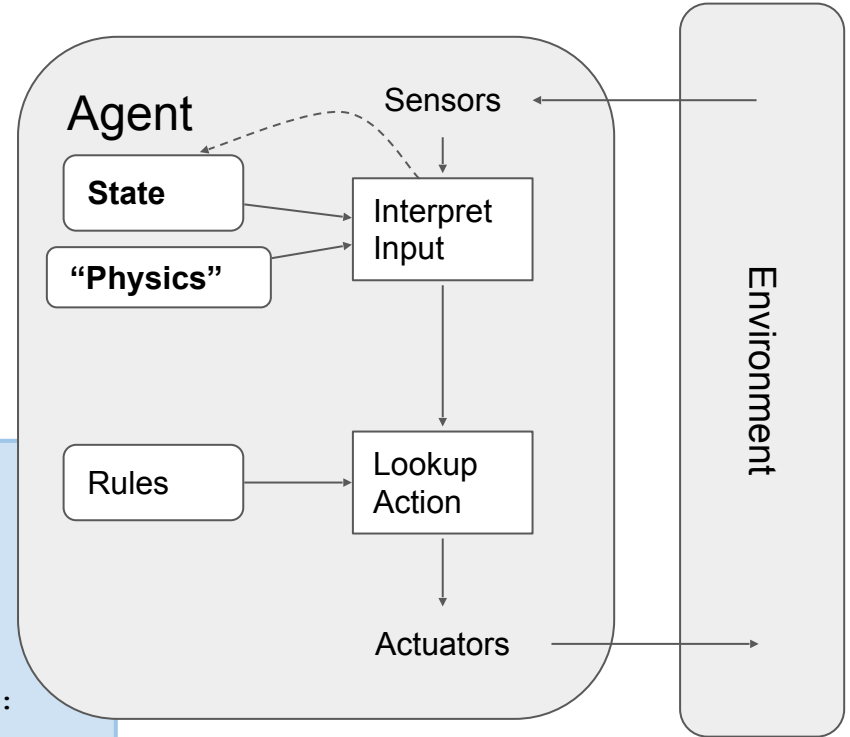 Agent
Sensors
State
“Physics”
Interpret
Input
Environment
Rules
Lookup
Action
Actuators
: